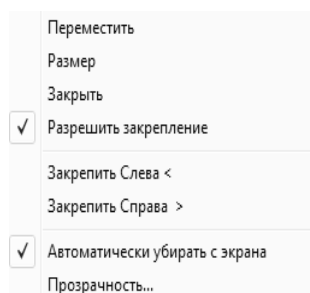 Переместить
Размер
Закрыть
Разрешить закрепление
Закрепить Слева <
Закрепить Справа >
Автоматически убирать с экрана
Прозрачность...